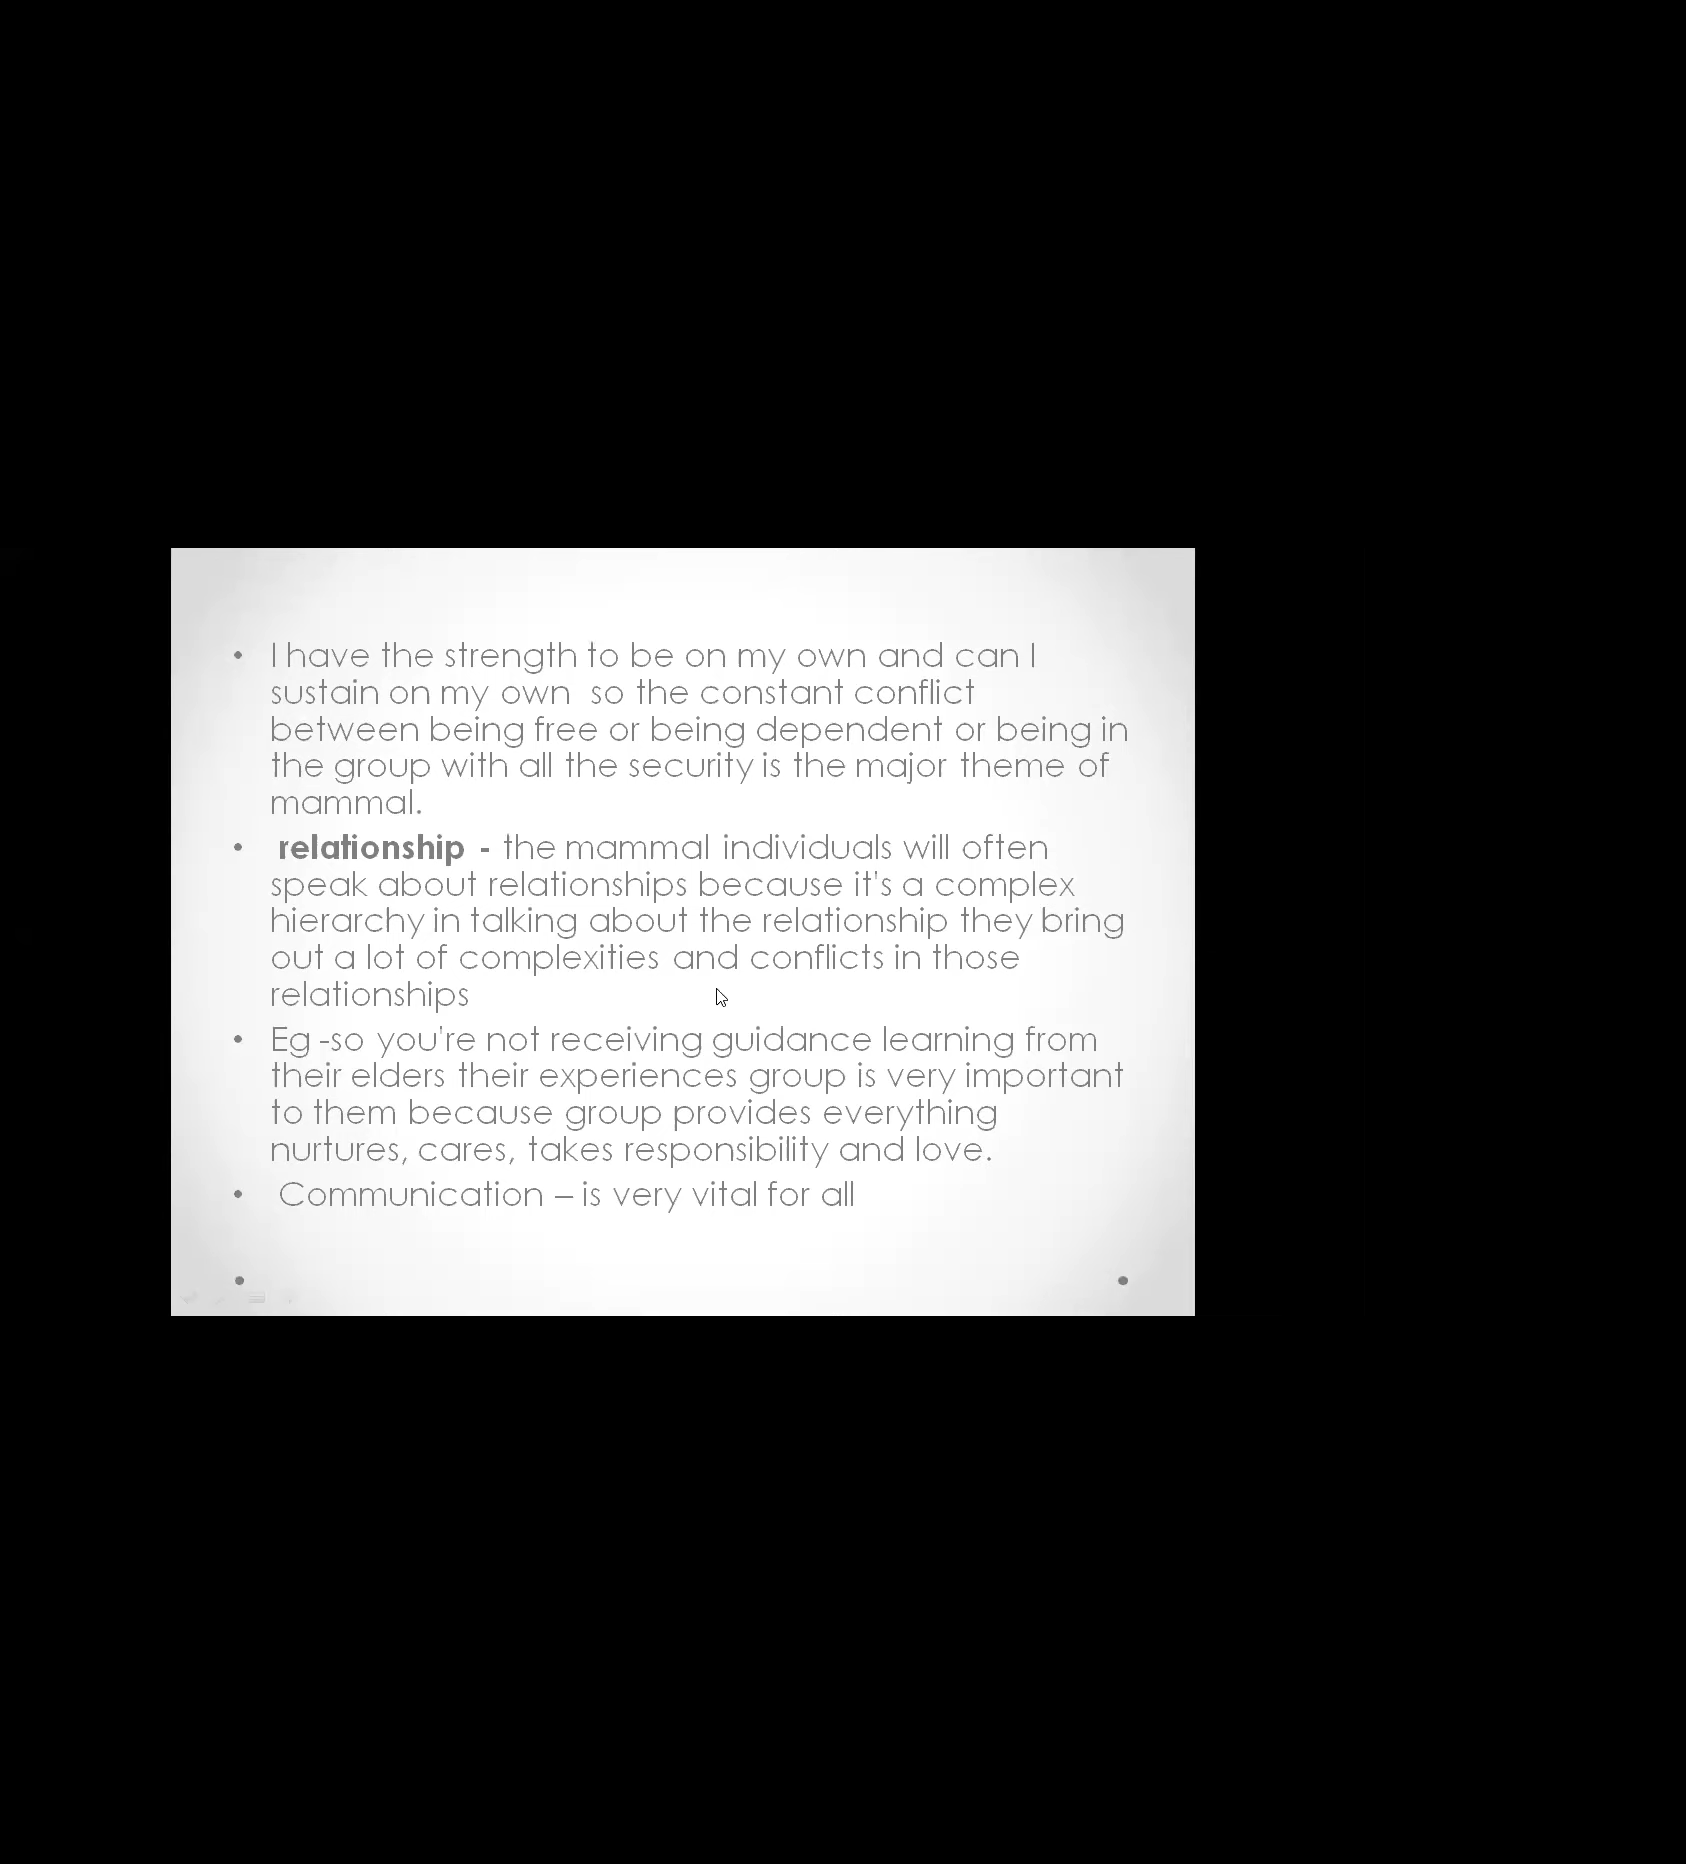 • I have the strength to be on my own and can I
sustain on my own  so the constant conflict
between being free or being dependent or being in
the group with all the security is the major theme of
mammal.
• relationship - the mammal individuals will often
speak about relationships because it's a complex
hierarchy in talking about the relationship they bring
out a lot of complexities and conflicts in those
relationships
• Eg -so you're not receiving guidance learning from
their elders their experiences group is very important
to them because group provides everything
nurtures, cares, takes responsibility and love.
• Communication – is very vital for all